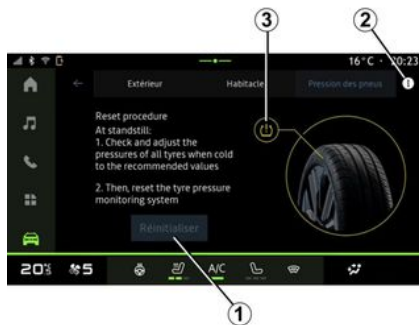 3
2
16°C · 20:23
Extérieur
Habitacle
Pression des pneus
Reset procedure
At standstill:
1. Check and adjust the
pressures of all tyres when cold
to the recommended values
2. Then, reset the tyre pressure
monitoring system
Réinitialiser
5
A/C
1